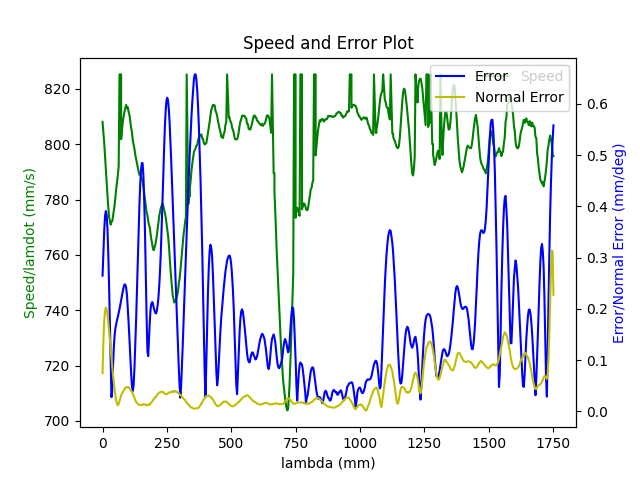 Speed and Error Plot
Error
Speed
Normal Error
820
800
780
760
740
720
700
0.6
0.5
0.4
0.3
0.2
0.1
0.0
0 250 500 750 1000 1250 1500 1750
lambda (mm)
Speed/lamdot (mm/s)
Error/Normal Error (mm/deg)